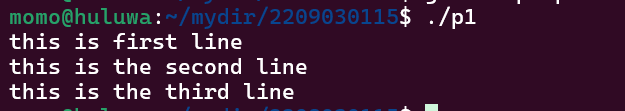 momo@huluwa:~/mydir/2209030115$ ./p1
this is first line
this is the second line
this is the third line